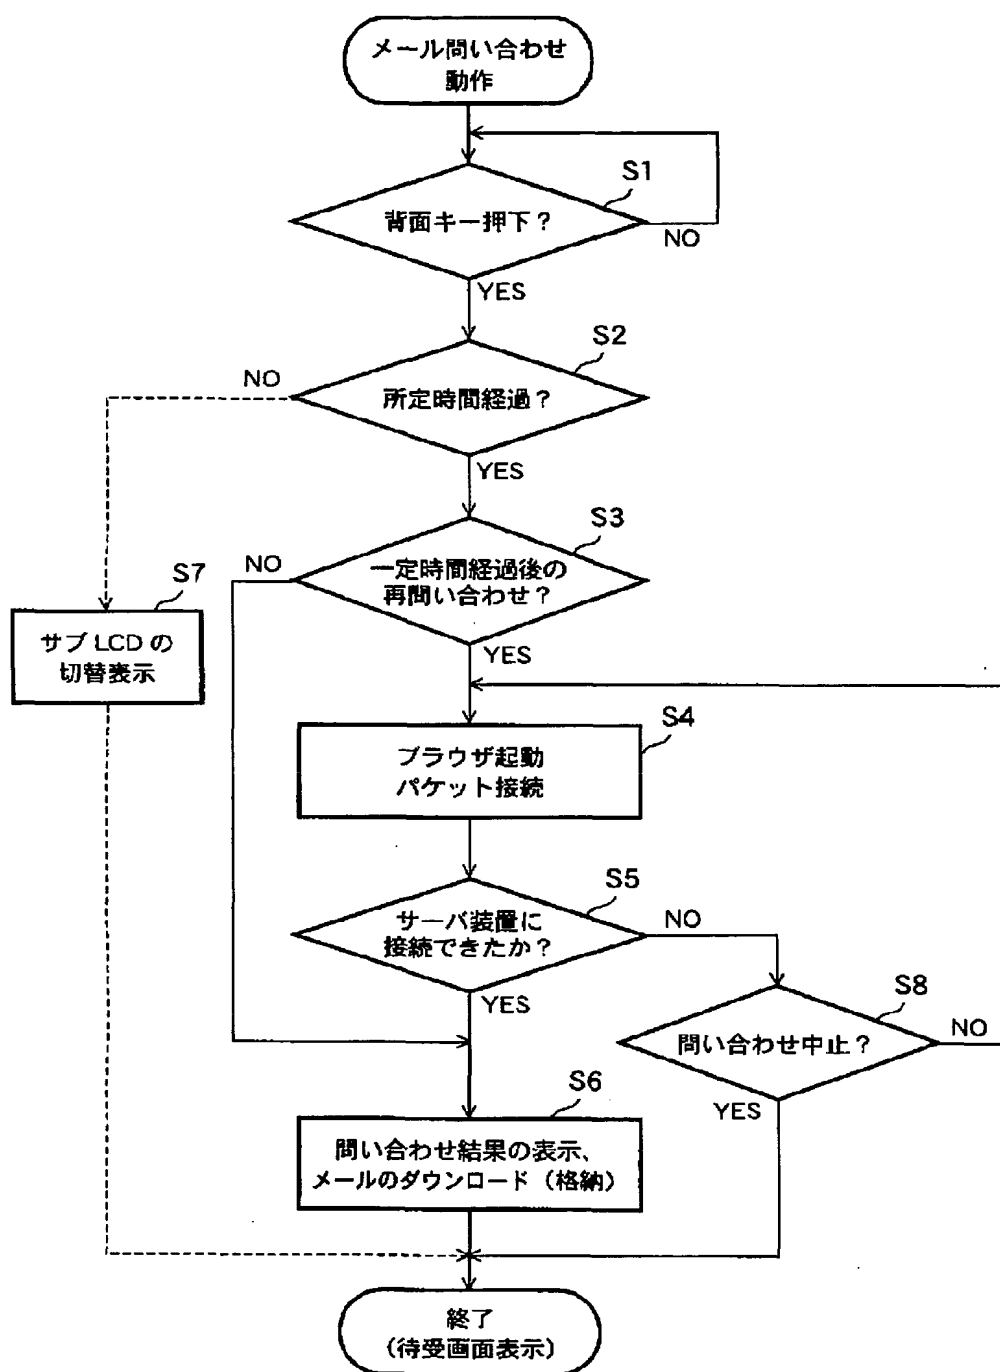 メール問い合わせ
動作
S1
背面キー押下？
NO
YES
S2
NO
所定時間経過？
YES
S3
NO
一定時間経過後の
再問い合わせ？
YES
S7
サブLCDの
切替表示
S4
ブラウザ起動
パケット接続
S5
サーバ装置に
接続できたか？
NO
YES
S8
問い合わせ中止？
NO
YES
S6
問い合わせ結果の表示、
メールのダウンロード（格納）
終了
（待受画面表示）